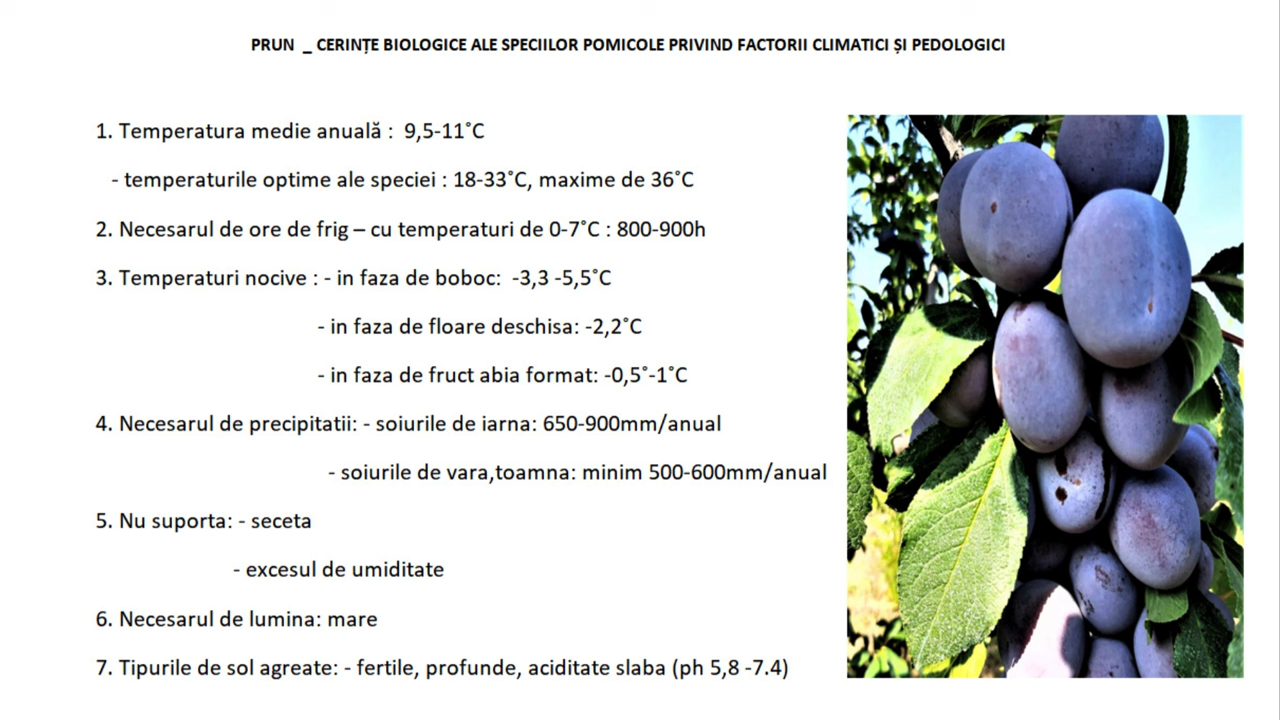 PRUN _ CERINȚE BIOLOGICE ALE SPECIILOR POMICOLE PRIVIND FACTORII CLIMATICI ȘI PEDOLOGICI
1. Temperatura medie anuală : 9,5-11˚C
- temperaturile optime ale speciei : 18-33˚C, maxime de 36˚C
2. Necesarul de ore de frig – cu temperaturi de 0-7˚C : 800-900h
3. Temperaturi nocive : - in faza de boboc: -3,3 -5,5˚C
- in faza de floare deschisa: -2,2˚C
- in faza de fruct abia format: -0,5˚-1˚C
4. Necesarul de precipitatii: - soiurile de iarna: 650-900mm/anual
- soiurile de vara,toamna: minim 500-600mm/anual
5. Nu suporta: - seceta
- excesul de umiditate
6. Necesarul de lumina: mare
7. Tipurile de sol agreate: - fertile, profunde, aciditate slaba (ph 5,8 -7.4)